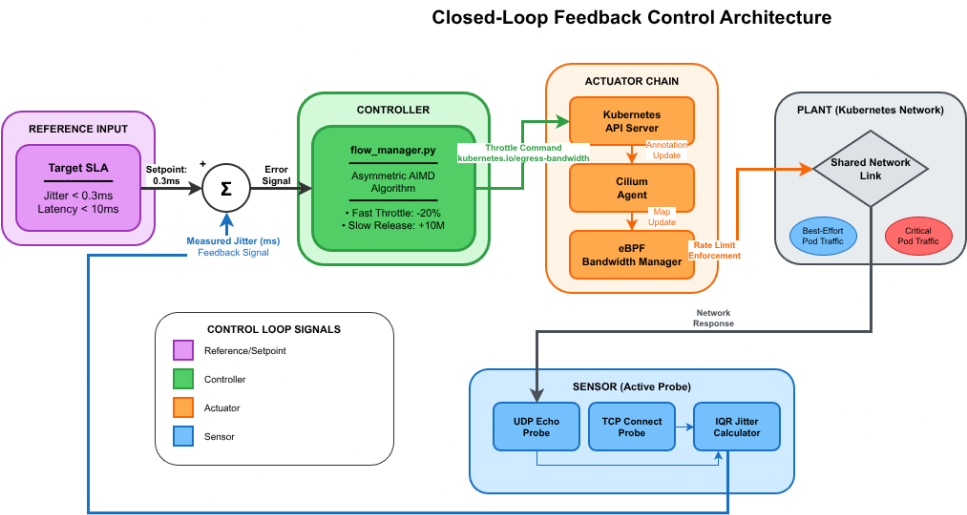 Closed-Loop Feedback Control Architecture
REFERENCE INPUT
Target SLA
Jitter < 0.3ms
Latency < 10ms
Setpoint:
0.3ms
+
Σ
Error
Signal
Measured Jitter (ms)
Feedback Signal
CONTROLLER
flow_manager.py
Asymmetric AIMD
Algorithm
• Fast Throttle: -20%
• Slow Release: +10M
Throttle Command
kubernetes.io/egress-bandwidth
ACTUATOR CHAIN
Kubernetes
API Server
Annotation
Update
Cilium
Agent
Map
Update
eBPF
Bandwidth Manager
Rate Limit
Enforcement
PLANT (Kubernetes Network)
Shared Network
Link
Best-Effort
Pod Traffic
Critical
Pod Traffic
Network
Response
CONTROL LOOP SIGNALS
Reference/Setpoint
Controller
Actuator
Sensor
SENSOR (Active Probe)
UDP Echo
Probe
TCP Connect
Probe
IQR Jitter
Calculator